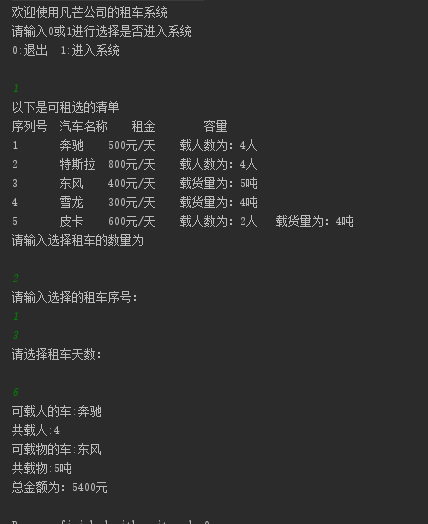 欢迎使用凡芒公司的租车系统
请输入0或1进行选择是否进入系统
0:退出  1:进入系统
1
以下是可租选的清单
序列号  汽车名称    租金        容量
1       奔驰    500元/天    载人数为: 4人
2       特斯拉  800元/天    载人数为: 4人
3       东风    400元/天    载货量为: 5吨
4       雪龙    300元/天    载货量为: 4吨
5       皮卡    600元/天    载人数为: 2人   载货量为: 4吨
请输入选择租车的数量为
2
请输入选择的租车序号:
1
3
请选择租车天数:
6
可载人的车:奔驰
共载人:4
可载物的车:东风
共载物:5吨
总金额为: 5400元